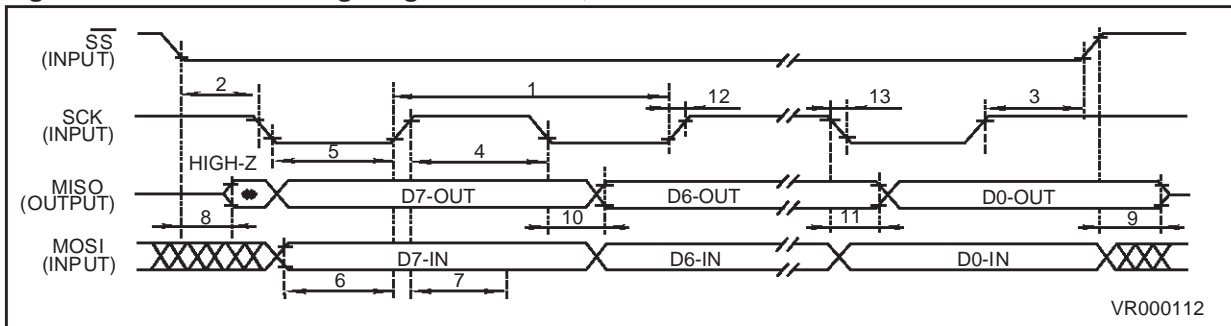 SS
(INPUT)
2
1
12
13
3
SCK
(INPUT)
5
4
HIGH-Z
MISO
(OUTPUT)
D7-OUT
D6-OUT
D0-OUT
8
10
11
9
MOSI
(INPUT)
D7-IN
D6-IN
D0-IN
6
7
VR000112